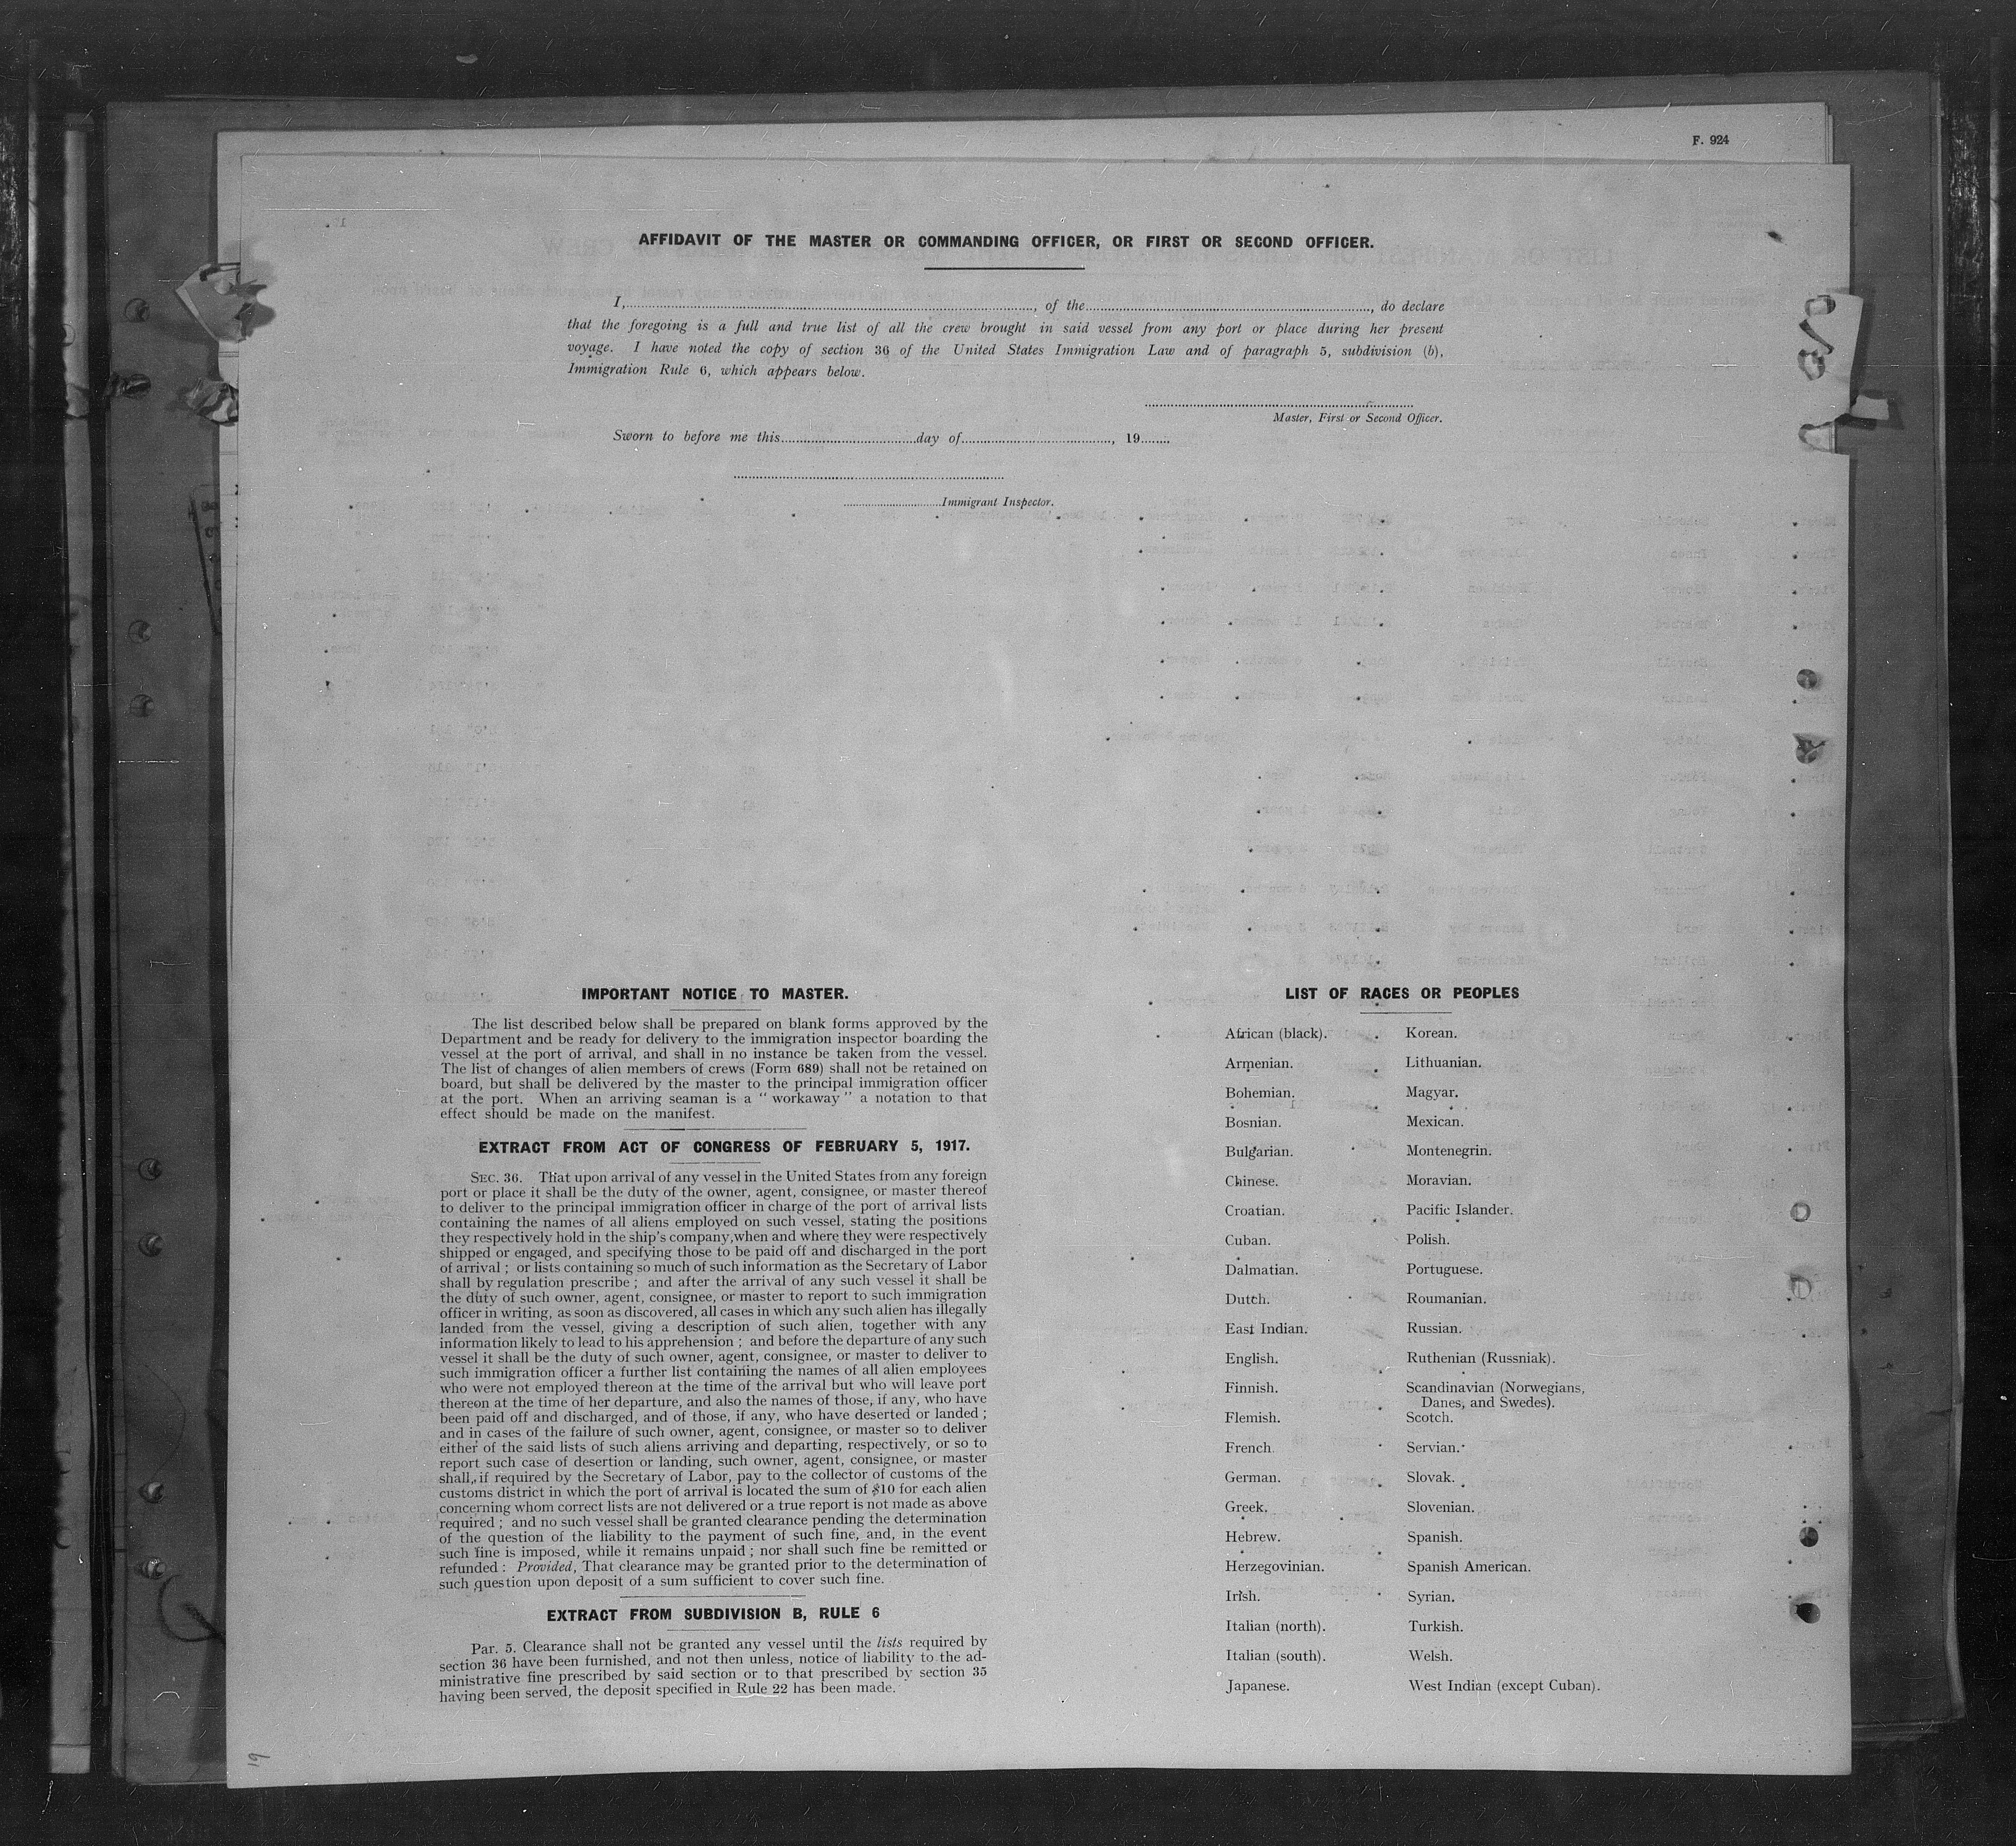 F. 924
AFFIDAVIT OF THE MASTER OR COMMANDING OFFICER, OR FIRST OR SECOND OFFICER.
I,......................................................, of the......................................................, do declare
that the foregoing is a full and true list of all the crew brought in said vessel from any port or place during her present
voyage. I have noted the copy of section 36 of the United States Immigration Law and of paragraph 5, subdivision (b),
Immigration Rule 6, which appears below.
Master, First or Second Officer.
Sworn to before me this..............................day of................................., 19........
......................Immigrant Inspector.
IMPORTANT NOTICE TO MASTER.
The list described below shall be prepared on blank forms approved by the
Department and be ready for delivery to the immigration inspector boarding the
vessel at the port of arrival, and shall in no instance be taken from the vessel.
The list of changes of alien members of crews (Form 689) shall not be retained on
board, but shall be delivered by the master to the principal immigration officer
at the port. When an arriving seaman is a " workaway " a notation to that
effect should be made on the manifest.
EXTRACT FROM ACT OF CONGRESS OF FEBRUARY 5, 1917.
SEC. 36. That upon arrival of any vessel in the United States from any foreign
port or place it shall be the duty of the owner, agent, consignee, or master thereof
to deliver to the principal immigration officer in charge of the port of arrival lists
containing the names of all aliens employed on such vessel, stating the positions
they respectively hold in the ship's company,when and where they were respectively
shipped or engaged, and specifying those to be paid off and discharged in the port
of arrival ; or lists containing so much of such information as the Secretary of Labor
shall by regulation prescribe ; and after the arrival of any such vessel it shall be
the duty of such owner, agent, consignee, or master to report to such immigration
officer in writing, as soon as discovered, all cases in which any such alien has illegally
landed from the vessel, giving a description of such alien, together with any
information likely to lead to his apprehension ; and before the departure of any such
vessel it shall be the duty of such owner, agent, consignee, or master to deliver to
such immigration officer a further list containing the names of all alien employees
who were not employed thereon at the time of the arrival but who will leave port
thereon at the time of her departure, and also the names of those, if any, who have
been paid off and discharged, and of those, if any, who have deserted or landed ;
and in cases of the failure of such owner, agent, consignee, or master so to deliver
either of the said lists of such aliens arriving and departing, respectively, or so to
report such case of desertion or landing, such owner, agent, consignee, or master
shall, if required by the Secretary of Labor, pay to the collector of customs of the
customs district in which the port of arrival is located the sum of $10 for each alien
concerning whom correct lists are not delivered or a true report is not made as above
required ; and no such vessel shall be granted clearance pending the determination
of the question of the liability to the payment of such fine, and, in the event
such fine is imposed, while it remains unpaid ; nor shall such fine be remitted or
refunded : Provided, That clearance may be granted prior to the determination of
such question upon deposit of a sum sufficient to cover such fine.
EXTRACT FROM SUBDIVISION B, RULE 6
Par. 5. Clearance shall not be granted any vessel until the lists required by
section 36 have been furnished, and not then unless, notice of liability to the ad-
ministrative fine prescribed by said section or to that prescribed by section 35
having been served, the deposit specified in Rule 22 has been made.
LIST OF RACES OR PEOPLES
African (black).
Armenian.
Bohemian.
Bosnian.
Bulgarian.
Chinese.
Croatian.
Cuban.
Dalmatian.
Dutch.
East Indian.
English.
Finnish.
Flemish.
French
German.
Greek.
Hebrew.
Herzegovinian.
Irish.
Italian (north).
Italian (south).
Japanese.
Korean.
Lithuanian.
Magyar.
Mexican.
Montenegrin.
Moravian.
Pacific Islander.
Polish.
Portuguese.
Roumanian.
Russian.
Ruthenian (Russniak).
Scandinavian (Norwegians,
Danes, and Swedes).
Scotch.
Servian.
Slovak.
Slovenian.
Spanish.
Spanish American.
Syrian.
Turkish.
Welsh.
West Indian (except Cuban).
19